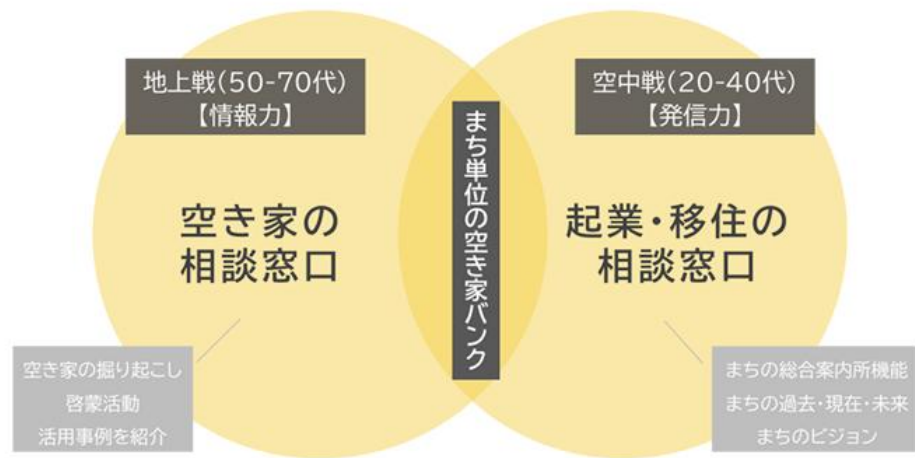 地上戦(50-70代)
【情報力】
空き家の
相談窓口
空き家の掘り起こし
啓蒙活動
活用事例を紹介
まち単位の空き家バンク
空中戦(20-40代)
【発信力】
起業・移住の
相談窓口
まちの総合案内所機能
まちの過去・現在・未来
まちのビジョン